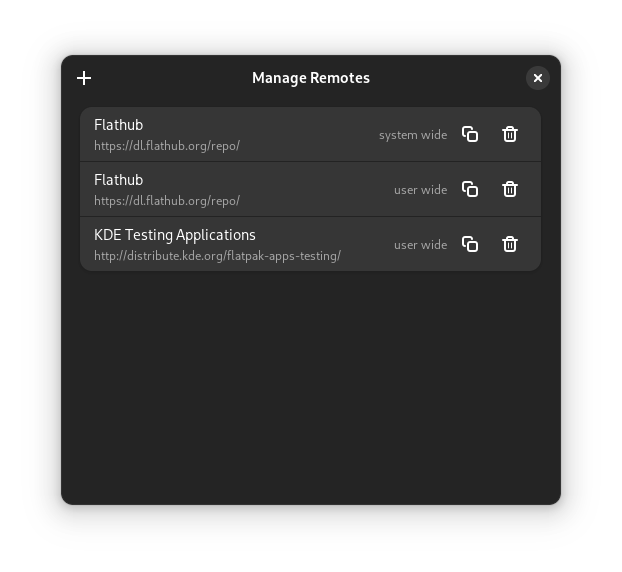 Manage Remotes
Flathub
https://dl.flathub.org/repo/
system wide
Flathub
https://dl.flathub.org/repo/
user wide
KDE Testing Applications
http://distribute.kde.org/flatpak-apps-testing/
user wide